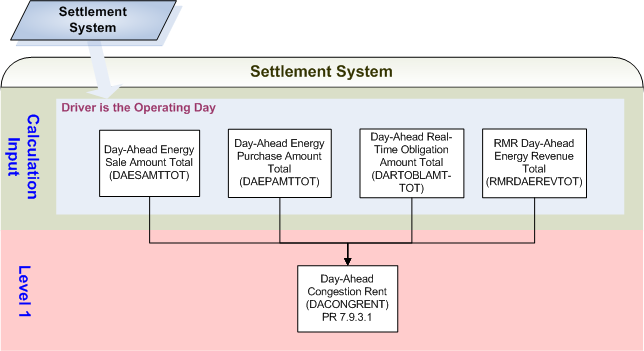 Settlement
System
Settlement System
Calculation
Input
Driver is the Operating Day
Day-Ahead Energy
Sale Amount Total
(DAESAMTTOT)
Day-Ahead Energy
Purchase Amount
Total
(DAEPAMTTOT)
Day-Ahead Real-
Time Obligation
Amount Total
(DARTOBLAMT-
TOT)
RMR Day-Ahead
Energy Revenue
Total
(RMRDAEREVTOT)
Level 1
Day-Ahead
Congestion Rent
(DACONGRENT)
PR 7.9.3.1